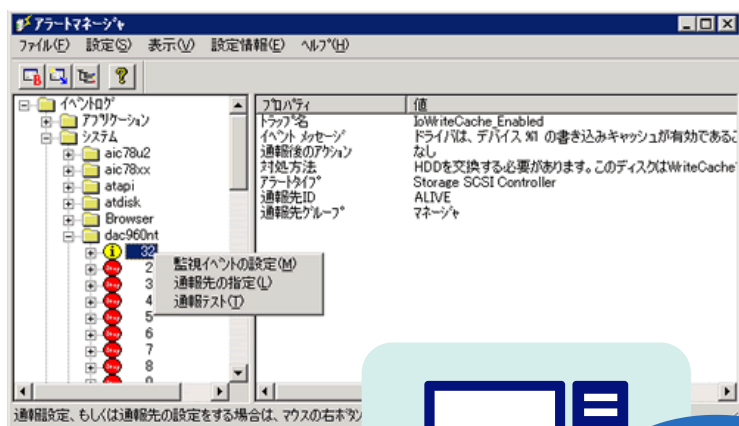 アラートマネージャ
ファイル(F) 設定(S) 表示(V) 設定情報(E) ヘルプ(H)
イベントログ
アプリケーション
システム
aic78u2
aic78xx
atapi
atdisk
Browser
dac960nt
32
2
3
4
5
6
7
8
監視イベントの設定(M)
通報先の指定(L)
通報テスト(T)
プロパティ 値
トラップ名 IoWriteCache_Enabled
イベント メッセージ ドライバは、デバイス %1 の書き込みキャッシュが有効であるこ
通報後のアクション なし
対処方法 HDDを交換する必要があります。このディスクはWriteCache
アラートタイプ Storage SCSI Controller
通報先ID ALIVE
通報先グループ マネージャ
通報設定、もしくは通報先の設定をする場合は、マウスの右ボタン